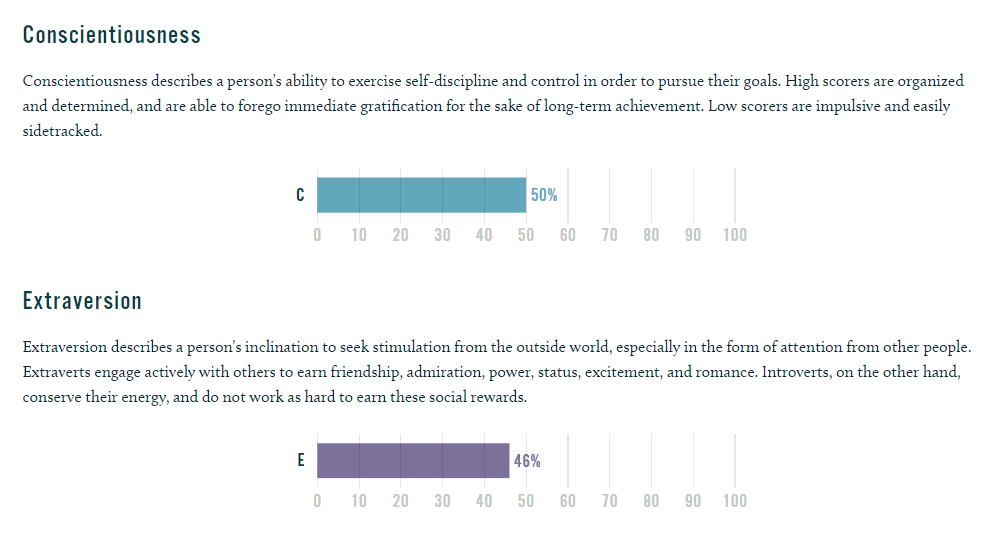 Conscientiousness
Conscientiousness describes a person's ability to exercise self-discipline and control in order to pursue their goals. High scorers are organized
and determined, and are able to forego immediate gratification for the sake of long-term achievement. Low scorers are impulsive and easily
sidetracked.
C 50%
0 10 20 30 40 50 60 70 80 90 100
Extraversion
Extraversion describes a person's inclination to seek stimulation from the outside world, especially in the form of attention from other people.
Extraverts engage actively with others to earn friendship, admiration, power, status, excitement, and romance. Introverts, on the other hand,
conserve their energy, and do not work as hard to earn these social rewards.
E 46%
0 10 20 30 40 50 60 70 80 90 100